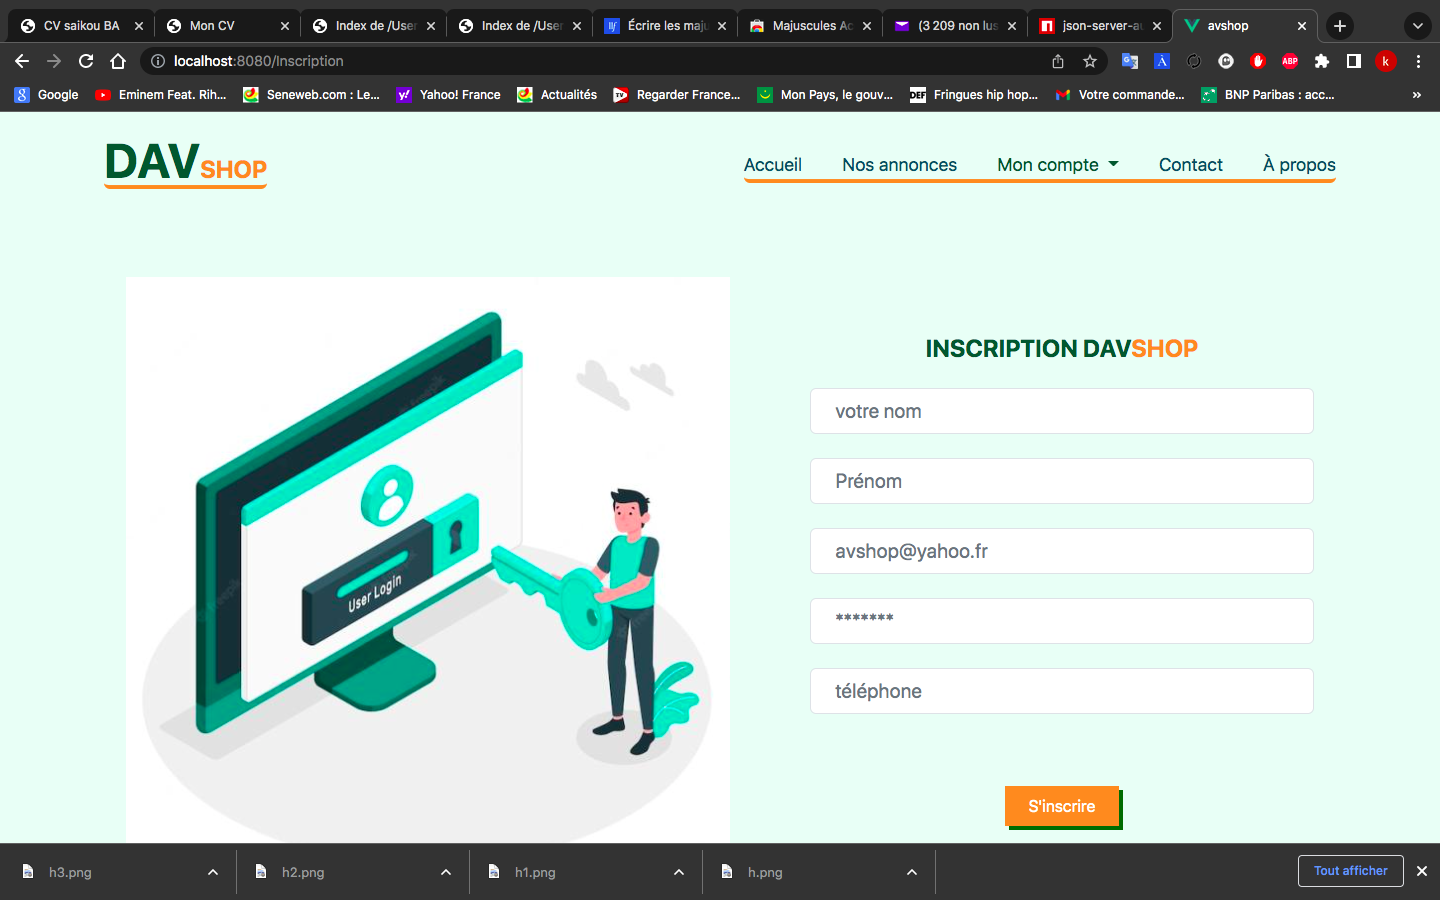 CV saikou BA
Mon CV
Index de /User
Index de /User
Écrire les maju
Majuscules Ac
(3 209 non lus
json-server-au
avshop
localhost:8080/Inscription
k
Google
Eminem Feat. Rih...
Seneweb.com : Le...
Yahoo! France
Actualités
Regarder France...
Mon Pays, le gouv...
DEF
Fringues hip hop...
Votre commande...
BNP Paribas : acc...
»
ABP
DAVSHOP
Accueil
Nos annonces
Mon compte
Contact
À propos
User Login
INSCRIPTION DAVSHOP
votre nom
Prénom
avshop@yahoo.fr
*******
téléphone
S'inscrire
h3.png
h2.png
h1.png
h.png
Tout afficher